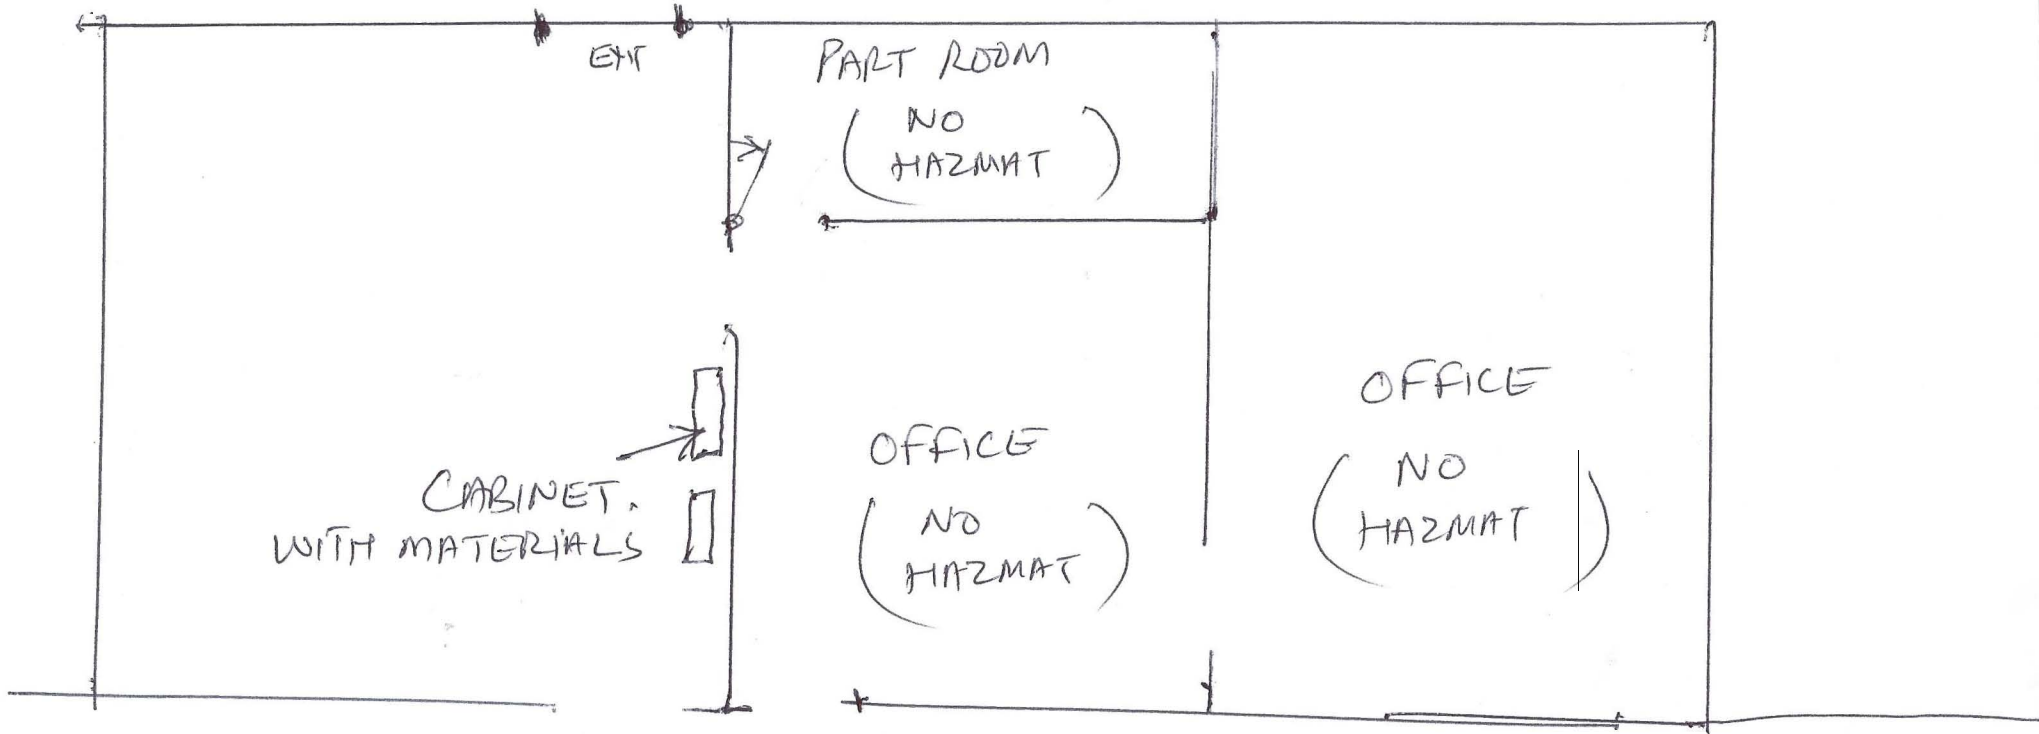 EXIT
PART ROOM
( NO
HAZMAT )
OFFICE
( NO
HAZMAT )
OFFICE
( NO
HAZMAT )
CABINET.
WITH MATERIALS